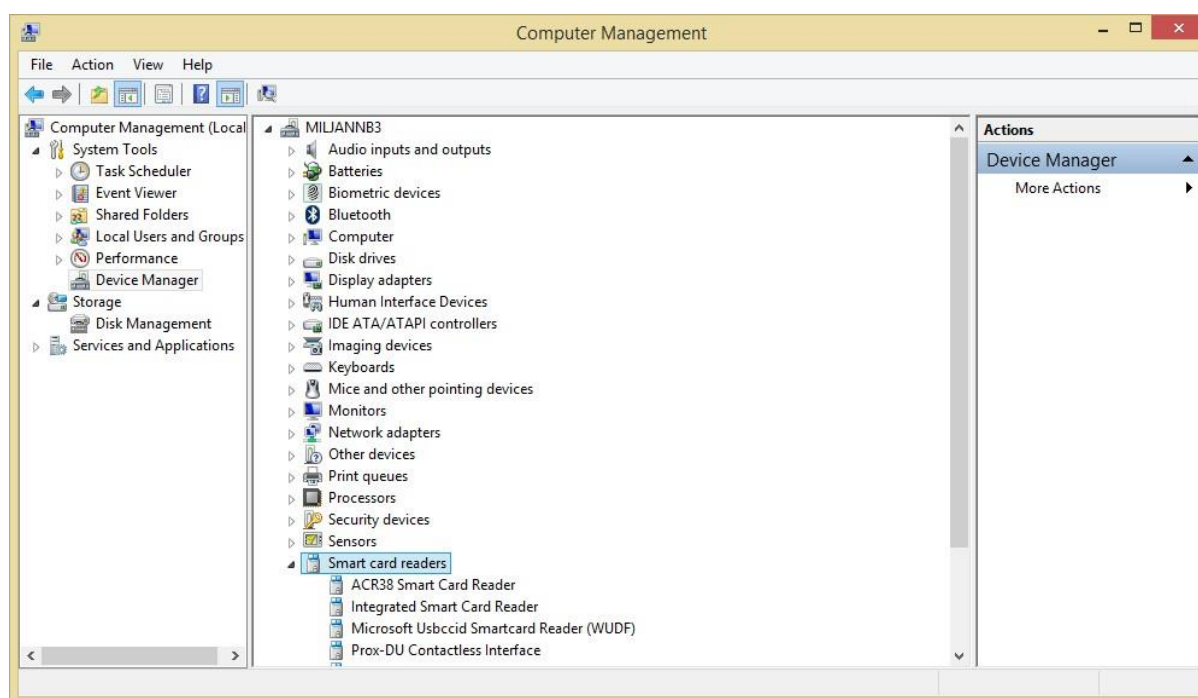 Computer Management
File Action View Help
Computer Management (Local
System Tools
Task Scheduler
Event Viewer
Shared Folders
Local Users and Groups
Performance
Device Manager
Storage
Disk Management
Services and Applications
MILJANNB3
Audio inputs and outputs
Batteries
Biometric devices
Bluetooth
Computer
Disk drives
Display adapters
Human Interface Devices
IDE ATA/ATAPI controllers
Imaging devices
Keyboards
Mice and other pointing devices
Monitors
Network adapters
Other devices
Print queues
Processors
Security devices
Sensors
Smart card readers
ACR38 Smart Card Reader
Integrated Smart Card Reader
Microsoft Usbccid Smartcard Reader (WUDF)
Prox-DU Contactless Interface
Actions
Device Manager
More Actions